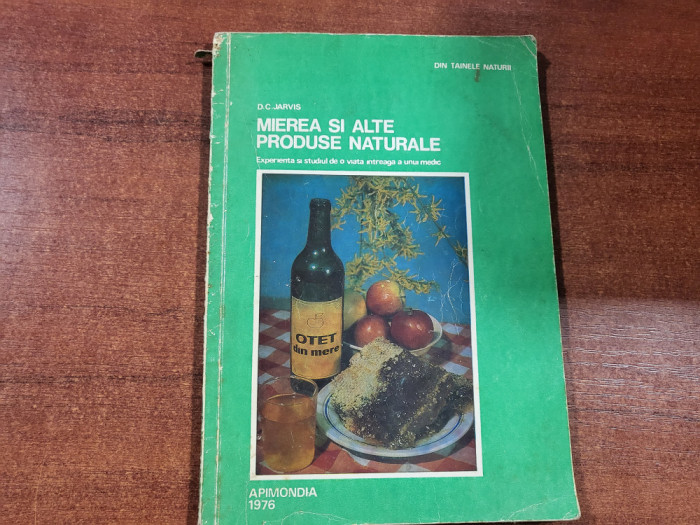 DIN TAINELE NATURII
D.C. JARVIS
MIEREA SI ALTE
PRODUSE NATURALE
Experienta si studiul de o viata intreaga a unui medic
OTET
din mere
APIMONDIA
1976